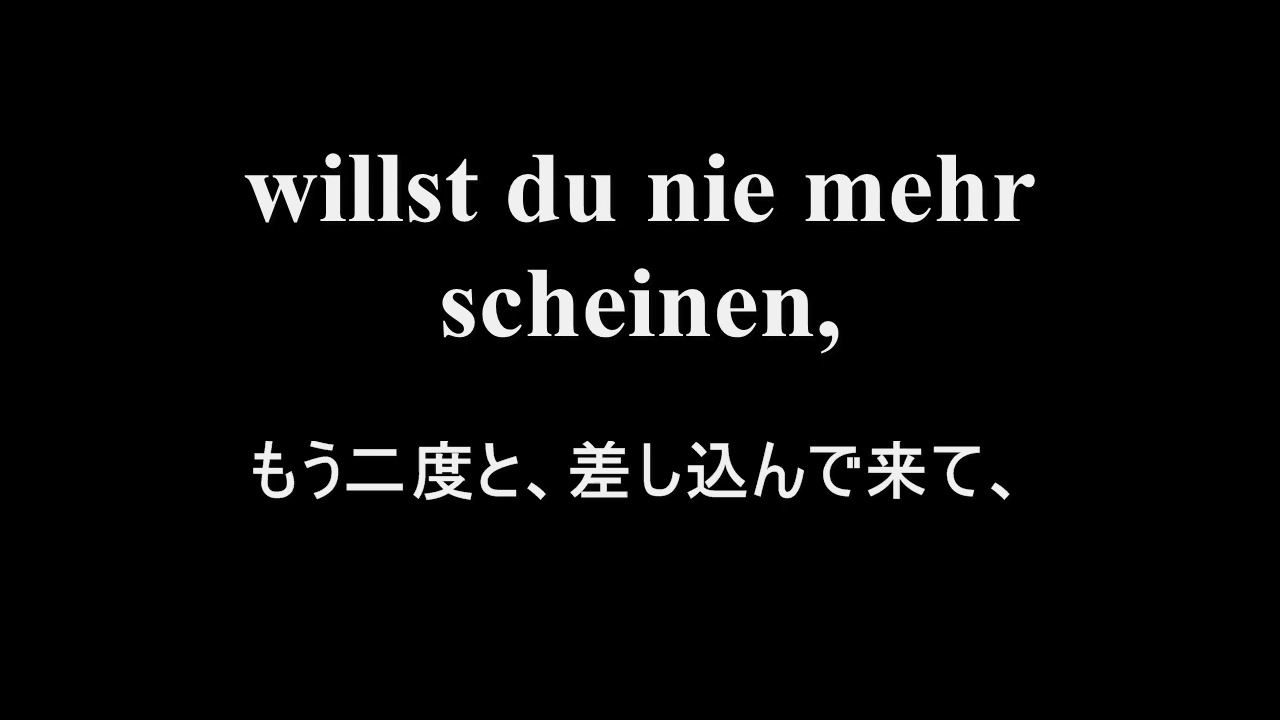 willst du nie mehr
scheinen,
もう二度と、差し込んで来て、